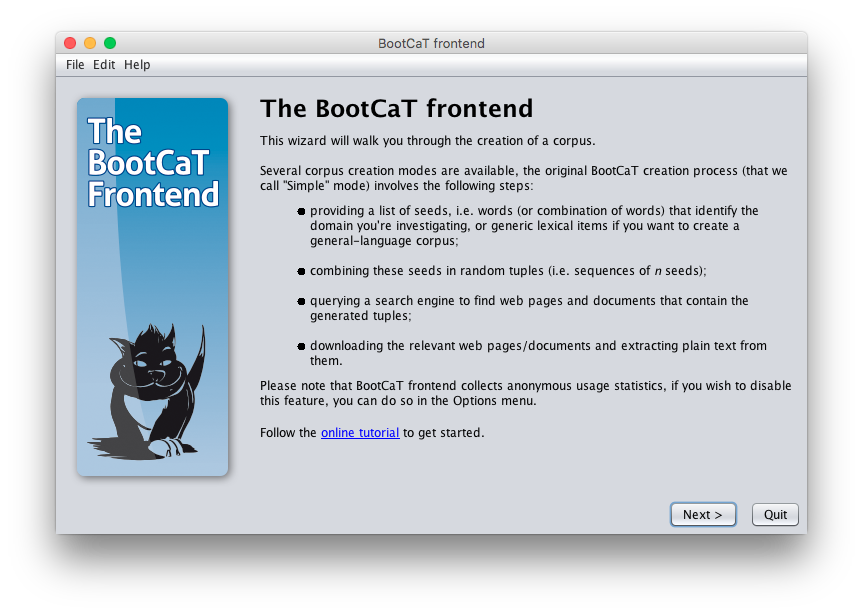 BootCaT frontend
File Edit Help
The
BootCaT
Frontend
The BootCaT frontend
This wizard will walk you through the creation of a corpus.
Several corpus creation modes are available, the original BootCaT creation process (that we
call "Simple" mode) involves the following steps:
providing a list of seeds, i.e. words (or combination of words) that identify the
domain you're investigating, or generic lexical items if you want to create a
general-language corpus;
combining these seeds in random tuples (i.e. sequences of n seeds);
querying a search engine to find web pages and documents that contain the
generated tuples;
downloading the relevant web pages/documents and extracting plain text from
them.
Please note that BootCaT frontend collects anonymous usage statistics, if you wish to disable
this feature, you can do so in the Options menu.
Follow the online tutorial to get started.
Next > Quit